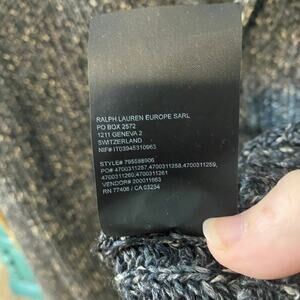 RALPH LAUREN EUROPE SARL
PO BOX 2572
1211 GENEVA 2
SWITZERLAND
NIF# IT03945310963
STYLE# 795588906
PO# 4700311257,4700311258,4700311259,
4700311260,4700311261
VENDOR# 200011663
RN 77406 / CA 03234